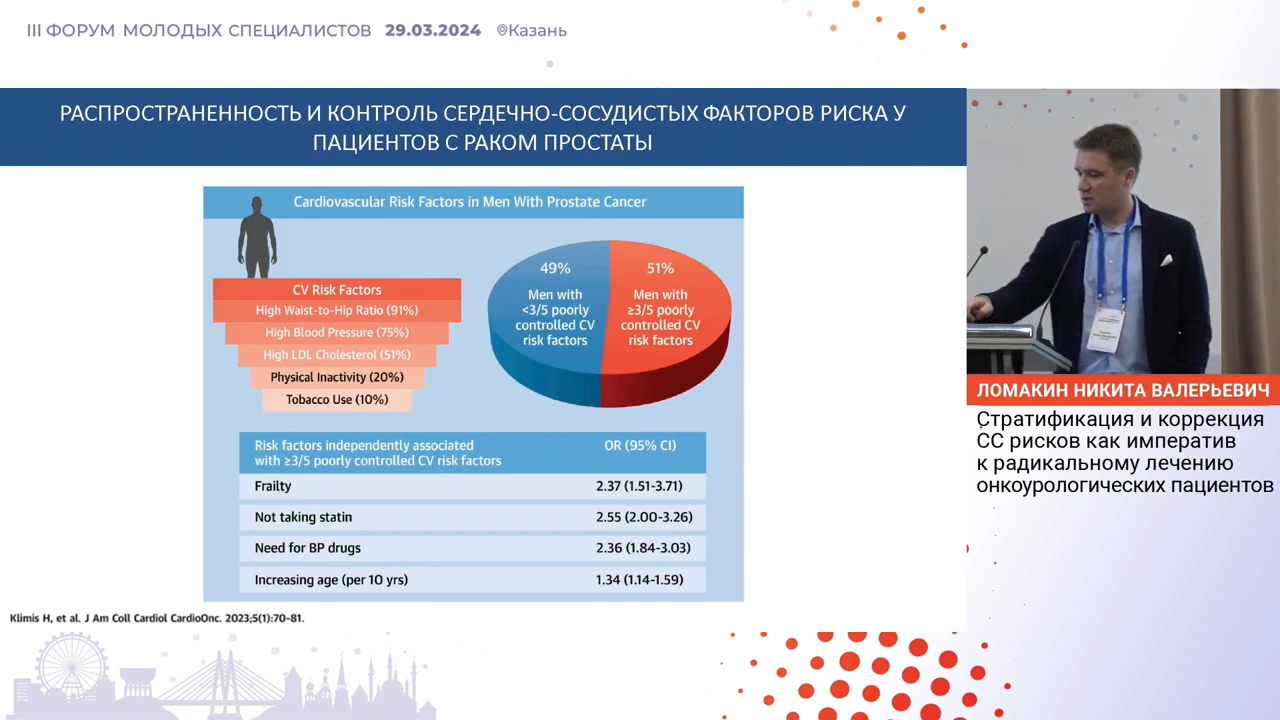 III ФОРУМ МОЛОДЫХ СПЕЦИАЛИСТОВ 29.03.2024 Казань
РАСПРОСТРАНЕННОСТЬ И КОНТРОЛЬ СЕРДЕЧНО-СОСУДИСТЫХ ФАКТОРОВ РИСКА У
ПАЦИЕНТОВ С РАКОМ ПРОСТАТЫ
Cardiovascular Risk Factors in Men With Prostate Cancer
CV Risk Factors
High Waist-to-Hip Ratio (91%)
High Blood Pressure (75%)
High LDL Cholesterol (51%)
Physical Inactivity (20%)
Tobacco Use (10%)
49%
Men with
<3/5 poorly
controlled CV
risk factors
51%
Men with
≥3/5 poorly
controlled CV
risk factors
Risk factors independently associated
with ≥3/5 poorly controlled CV risk factors
OR (95% CI)
Frailty 2.37 (1.51-3.71)
Not taking statin 2.55 (2.00-3.26)
Need for BP drugs 2.36 (1.84-3.03)
Increasing age (per 10 yrs) 1.34 (1.14-1.59)
Klimis H, et al. J Am Coll Cardiol CardioOnc. 2023;5(1):70-81.
ЛОМАКИН НИКИТА ВАЛЕРЬЕВИЧ
Стратификация и коррекция
СС рисков как императив
к радикальному лечению
онкоурологических пациентов